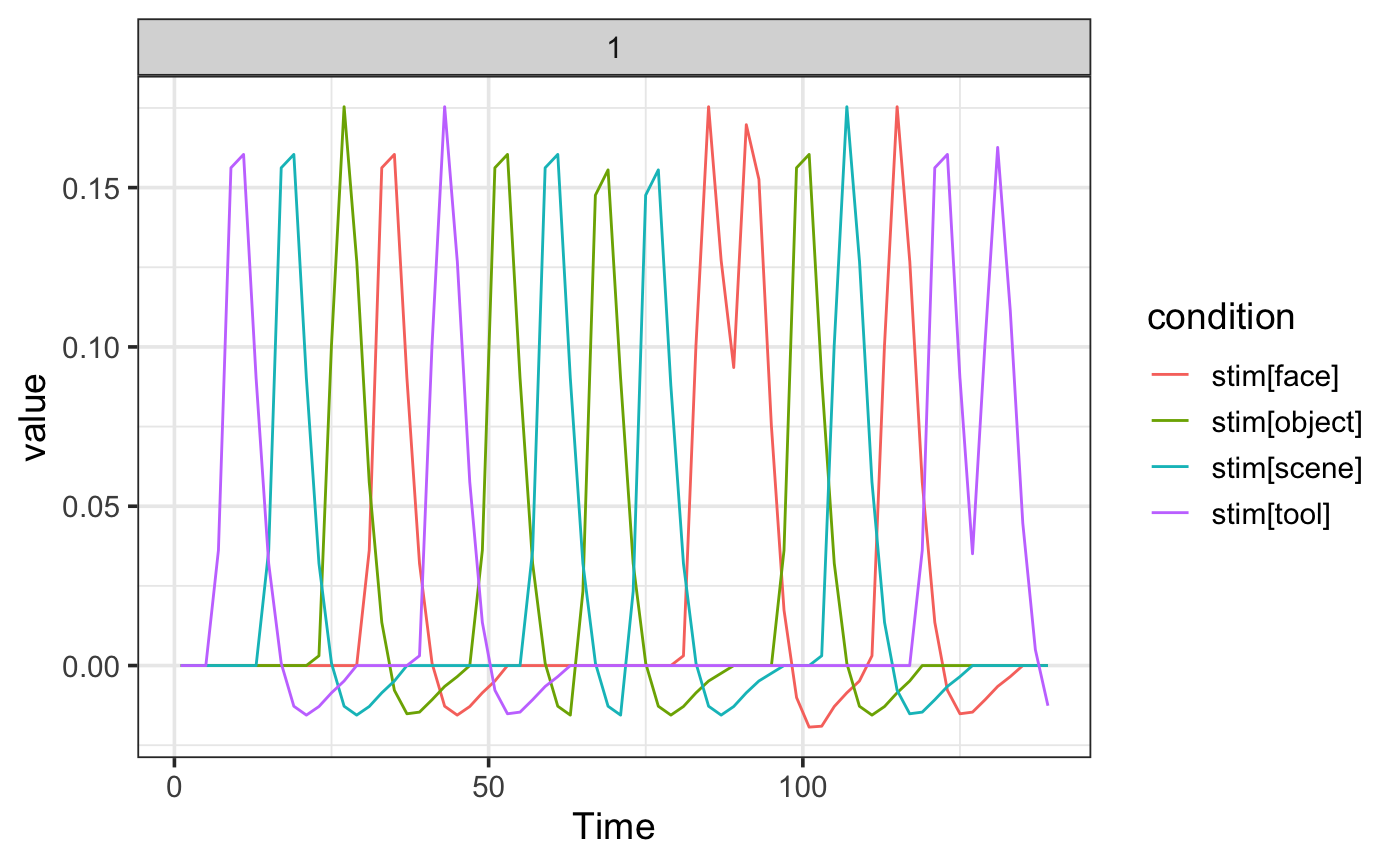 1
0.15
0.10
0.05
0.00
value
0
50
100
Time
condition
stim[face]
stim[object]
stim[scene]
stim[tool]